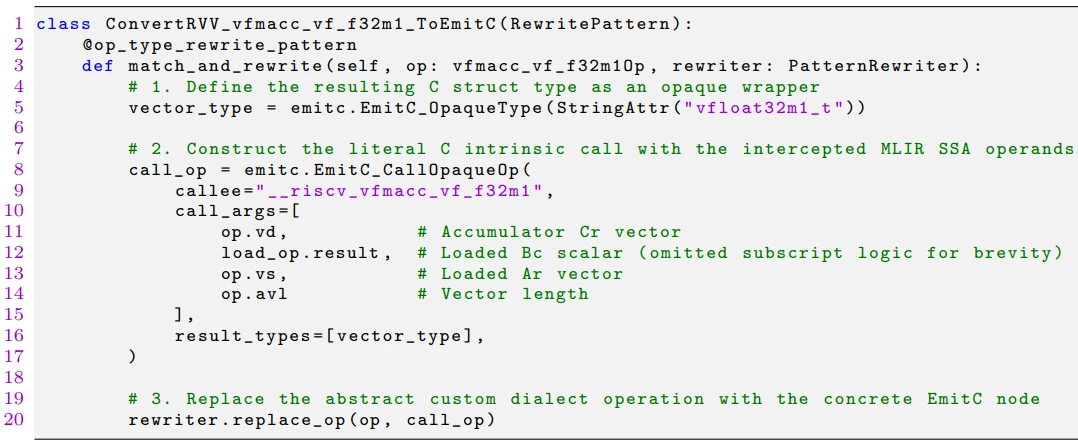 1 class ConvertRVV_vfmacc_vf_f32m1_ToEmitC(RewritePattern):
2     @op_type_rewrite_pattern
3     def match_and_rewrite(self, op: vfmacc_vf_f32m1Op, rewriter: PatternRewriter):
4         # 1. Define the resulting C struct type as an opaque wrapper
5         vector_type = emitc.EmitC_OpaqueType(StringAttr("vfloat32m1_t"))
6
7         # 2. Construct the literal C intrinsic call with the intercepted MLIR SSA operands
8         call_op = emitc.EmitC_CallOpaqueOp(
9             callee="__riscv_vfmacc_vf_f32m1",
10             call_args=[
11                 op.vd,           # Accumulator Cr vector
12                 load_op.result,  # Loaded Bc scalar (omitted subscript logic for brevity)
13                 op.vs,           # Loaded Ar vector
14                 op.avl           # Vector length
15             ],
16             result_types=[vector_type],
17         )
18
19         # 3. Replace the abstract custom dialect operation with the concrete EmitC node
20         rewriter.replace_op(op, call_op)